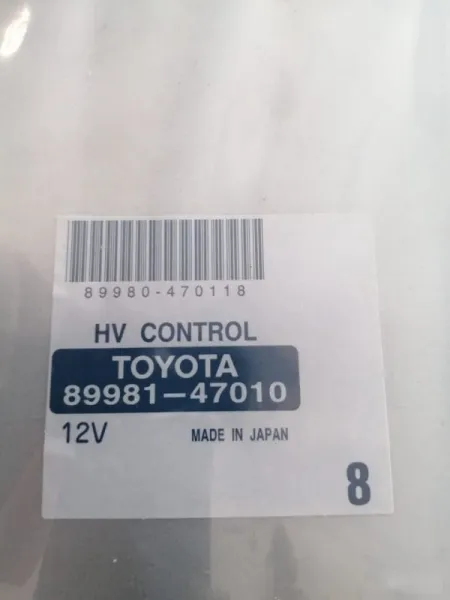 89980-470118
HV CONTROL
TOYOTA
89981-47010
12V MADE IN JAPAN
8